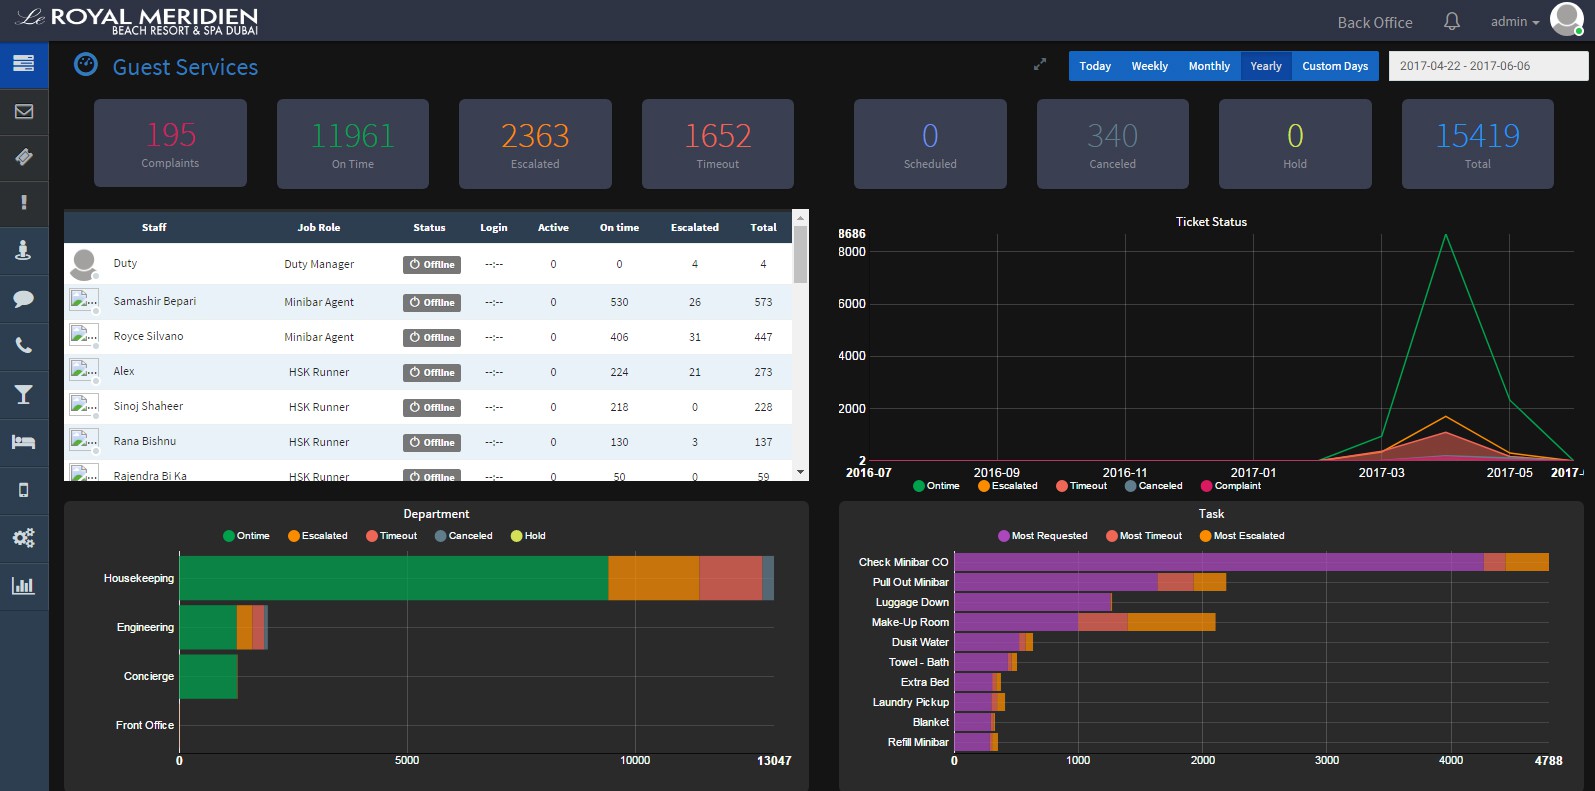 Le ROYAL MERIDIEN
BEACH RESORT & SPA DUBAI
Back Office
admin
Guest Services
Today Weekly Monthly Yearly Custom Days
2017-04-22 - 2017-06-06
195
Complaints
11961
On Time
2363
Escalated
1652
Timeout
0
Scheduled
340
Canceled
0
Hold
15419
Total
Staff Job Role Status Login Active On time Escalated Total
Duty Duty Manager Offline --:-- 0 0 4 4
Samashir Bepari Minibar Agent Offline --:-- 0 530 26 573
Royce Silvano Minibar Agent Offline --:-- 0 406 31 447
Alex HSK Runner Offline --:-- 0 224 21 273
Sinoj Shaheer HSK Runner Offline --:-- 0 218 0 228
Rana Bishnu HSK Runner Offline --:-- 0 130 3 137
Rajendra Bi Ka HSK Runner Offline --:-- 0 50 0 59
Ticket Status
8686
8000
6000
4000
2000
2
2016-07 2016-09 2016-11 2017-01 2017-03 2017-05 2017-
Ontime Escalated Timeout Canceled Complaint
Department
Ontime Escalated Timeout Canceled Hold
Housekeeping
Engineering
Concierge
Front Office
0 5000 10000 13047
Task
Most Requested Most Timeout Most Escalated
Check Minibar CO
Pull Out Minibar
Luggage Down
Make-Up Room
Dusit Water
Towel - Bath
Extra Bed
Laundry Pickup
Blanket
Refill Minibar
0 1000 2000 3000 4000 4788